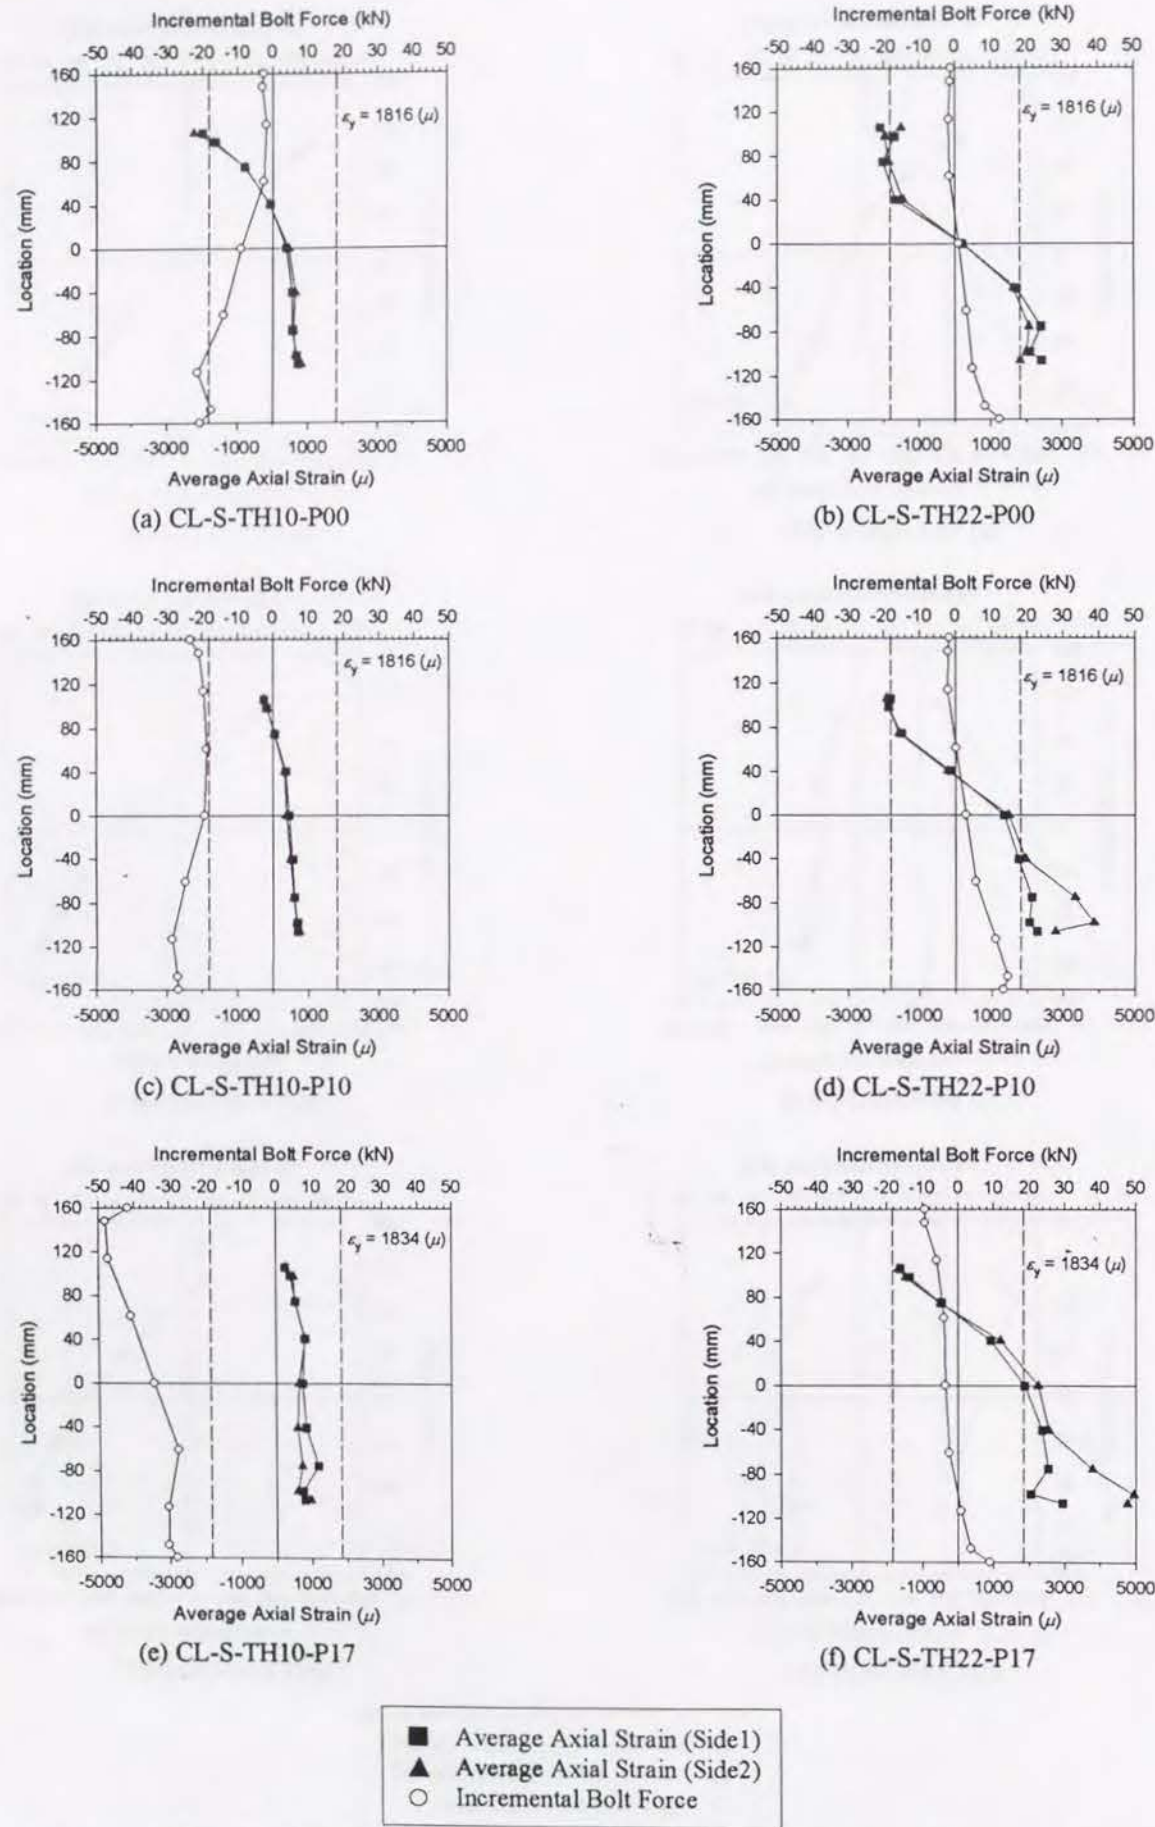 Incremental Bolt Force (kN)
-50 -40 -30 -20 -10 0 10 20 30 40 50
160
120
80
40
0
-40
-80
-120
-160
Location (mm)
εy = 1816 (μ)
-5000 -3000 -1000 1000 3000 5000
Average Axial Strain (μ)
(a) CL-S-TH10-P00
Incremental Bolt Force (kN)
-50 -40 -30 -20 -10 0 10 20 30 40 50
160
120
80
40
0
-40
-80
-120
-160
Location (mm)
εy = 1816 (μ)
-5000 -3000 -1000 1000 3000 5000
Average Axial Strain (μ)
(b) CL-S-TH22-P00
Incremental Bolt Force (kN)
-50 -40 -30 -20 -10 0 10 20 30 40 50
160
120
80
40
0
-40
-80
-120
-160
Location (mm)
εy = 1816 (μ)
-5000 -3000 -1000 1000 3000 5000
Average Axial Strain (μ)
(c) CL-S-TH10-P10
Incremental Bolt Force (kN)
-50 -40 -30 -20 -10 0 10 20 30 40 50
160
120
80
40
0
-40
-80
-120
-160
Location (mm)
εy = 1816 (μ)
-5000 -3000 -1000 1000 3000 5000
Average Axial Strain (μ)
(d) CL-S-TH22-P10
Incremental Bolt Force (kN)
-50 -40 -30 -20 -10 0 10 20 30 40 50
160
120
80
40
0
-40
-80
-120
-160
Location (mm)
εy = 1834 (μ)
-5000 -3000 -1000 1000 3000 5000
Average Axial Strain (μ)
(e) CL-S-TH10-P17
Incremental Bolt Force (kN)
-50 -40 -30 -20 -10 0 10 20 30 40 50
160
120
80
40
0
-40
-80
-120
-160
Location (mm)
εy = 1834 (μ)
-5000 -3000 -1000 1000 3000 5000
Average Axial Strain (μ)
(f) CL-S-TH22-P17
Average Axial Strain (Side1)
Average Axial Strain (Side2)
Incremental Bolt Force